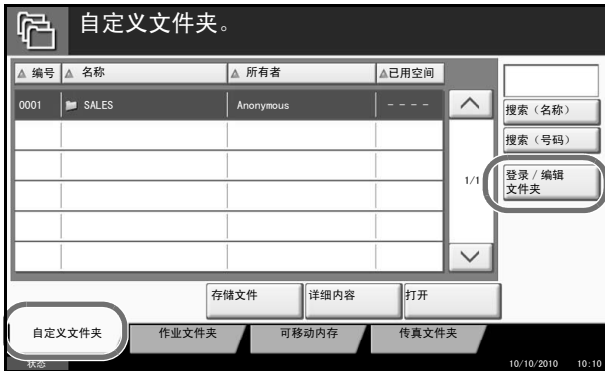 自定义文件夹。
编号 名称 所有者 已用空间
0001 SALES Anonymous - - - -
搜索（名称）
搜索（号码）
1/1
登录 / 编辑
文件夹
存储文件 详细内容 打开
自定义文件夹 作业文件夹 可移动内存 传真文件夹
状态 10/10/2010 10:10